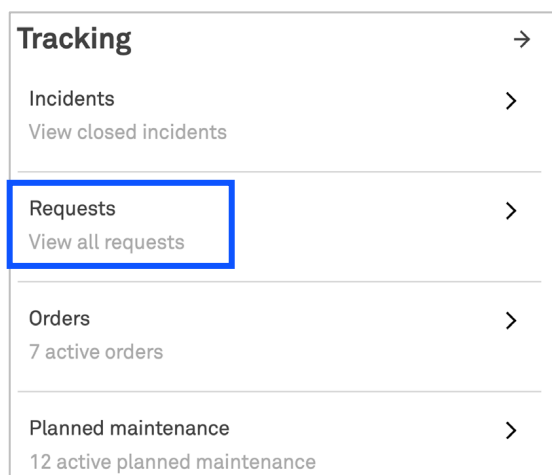 Tracking
Incidents
View closed incidents
Requests
View all requests
Orders
7 active orders
Planned maintenance
12 active planned maintenance